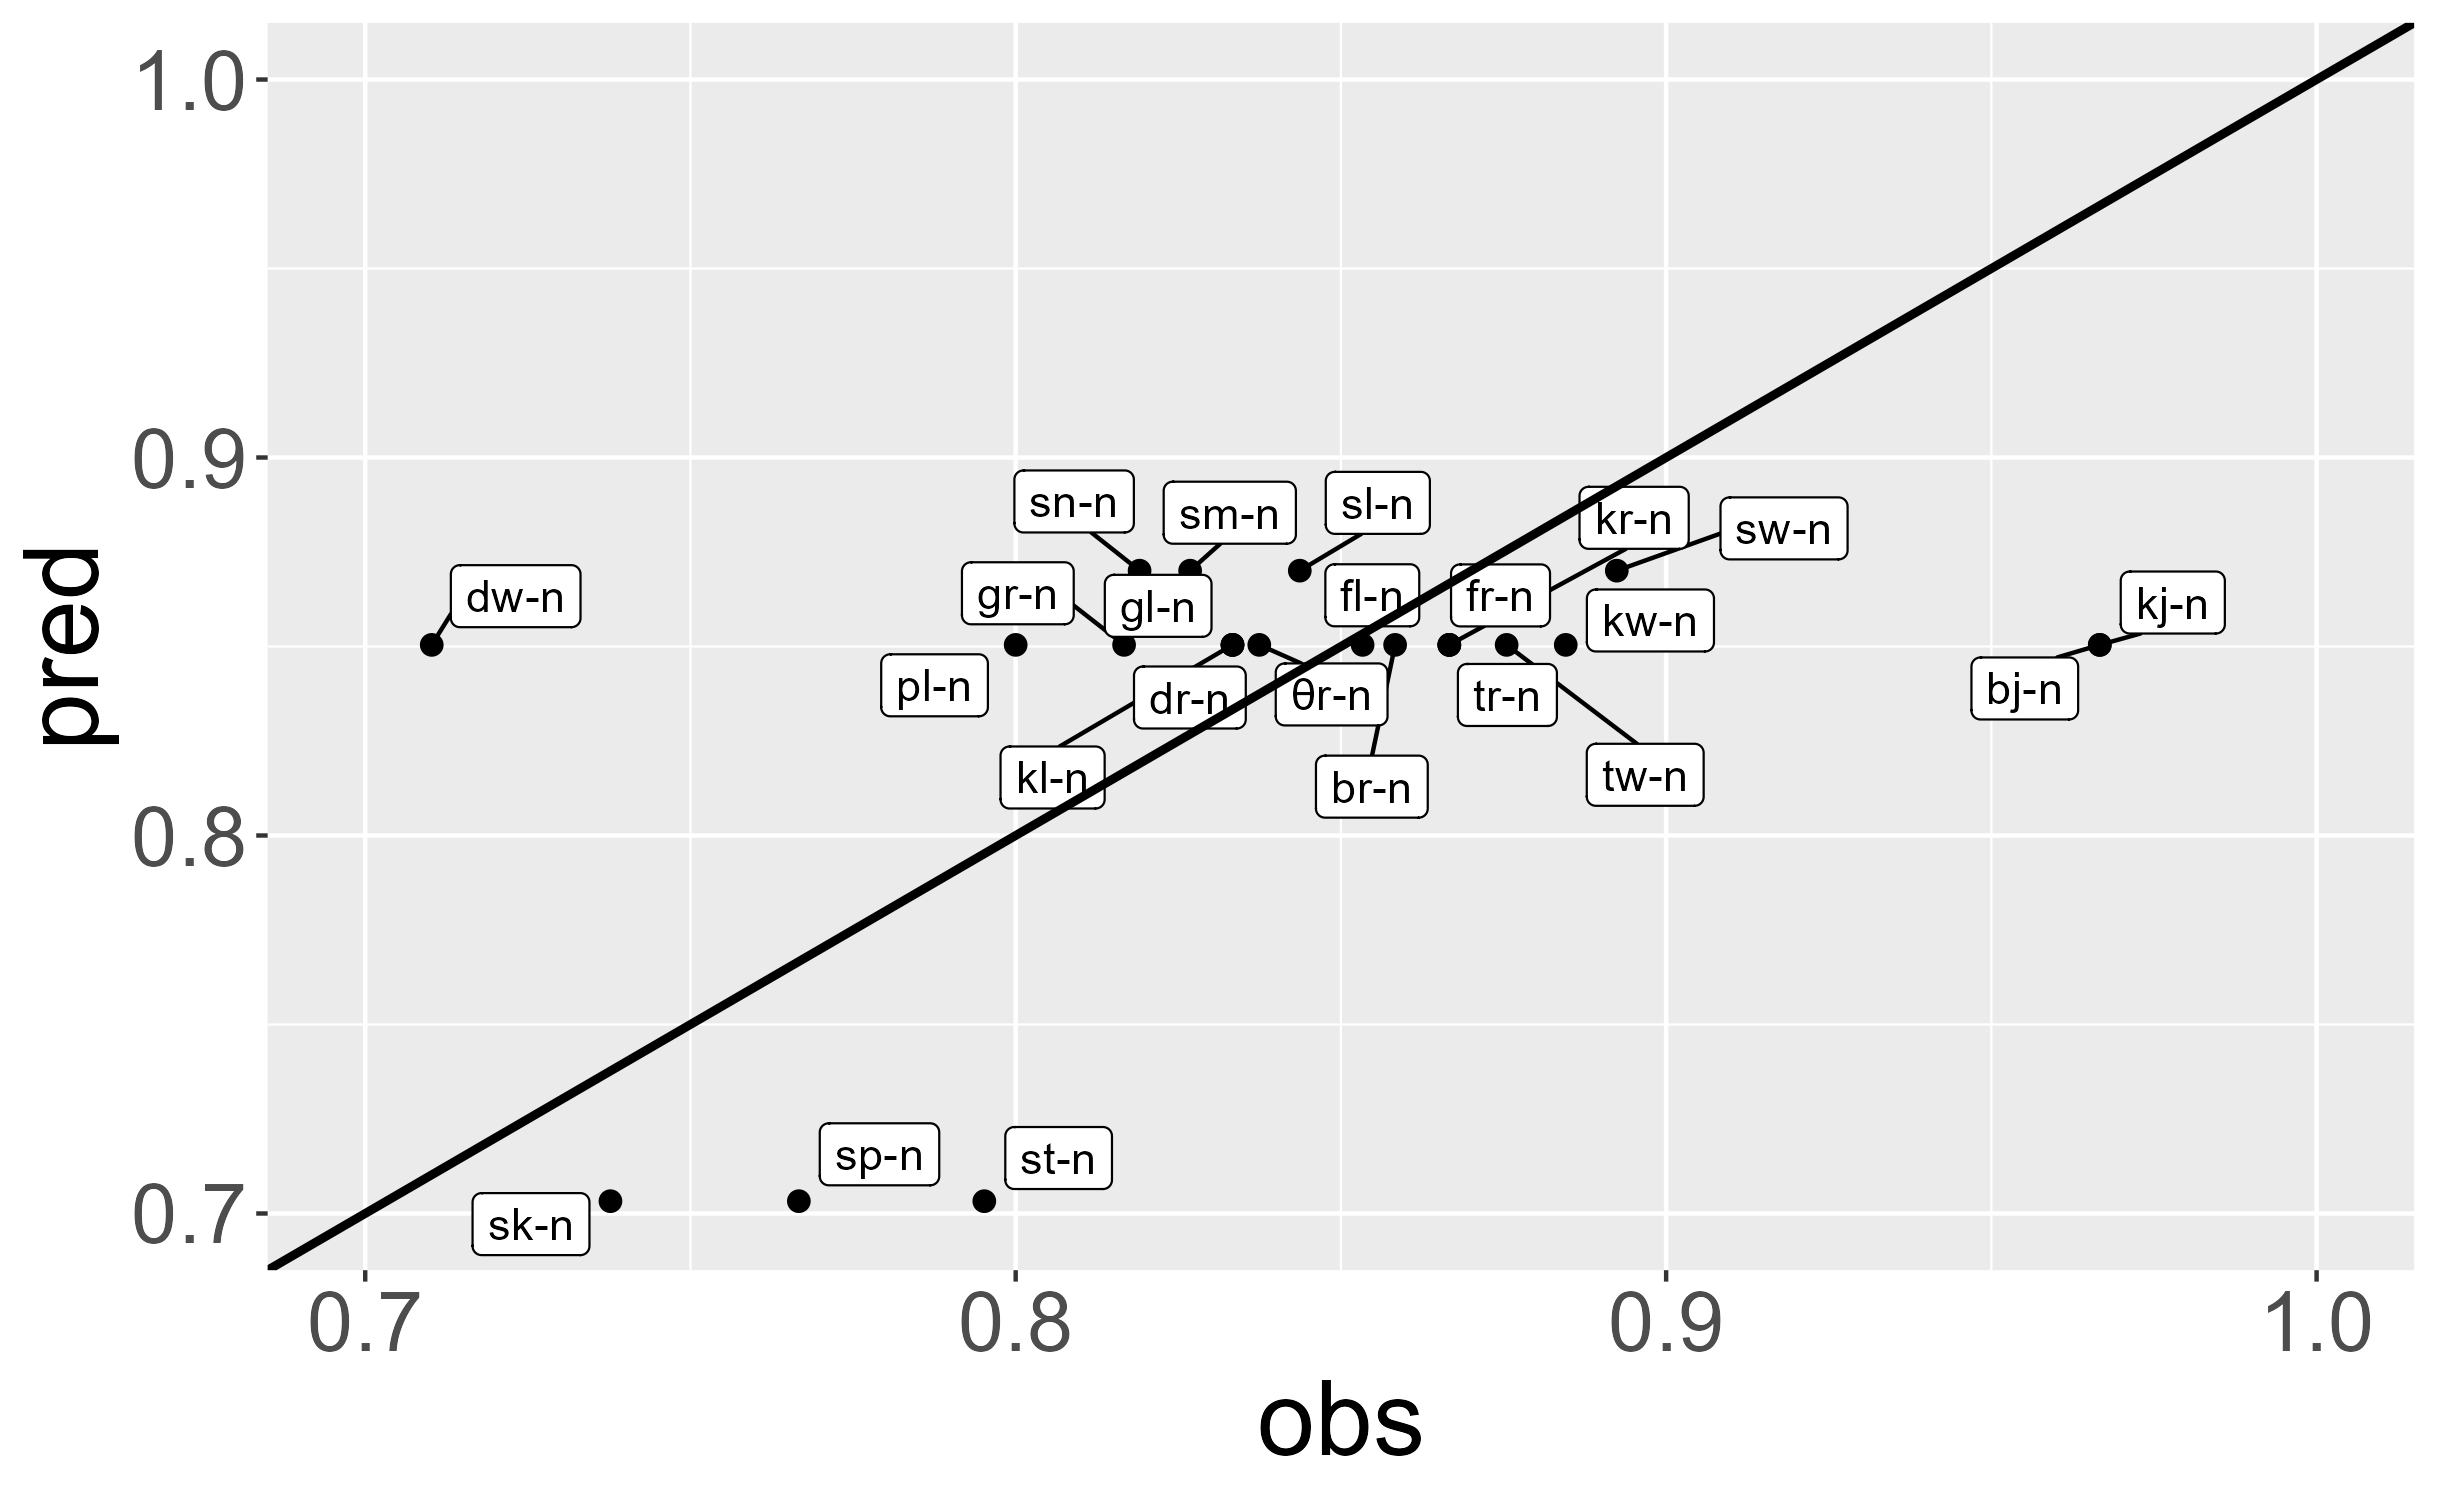 1.0
0.9
0.8
0.7
pred
sn-n
sm-n
sl-n
kr-n
sw-n
dw-n
gr-n
gl-n
fl-n
fr-n
kw-n
kj-n
pl-n
dr-n
θr-n
tr-n
bj-n
kl-n
br-n
tw-n
sp-n
st-n
sk-n
0.7
0.8
0.9
1.0
obs